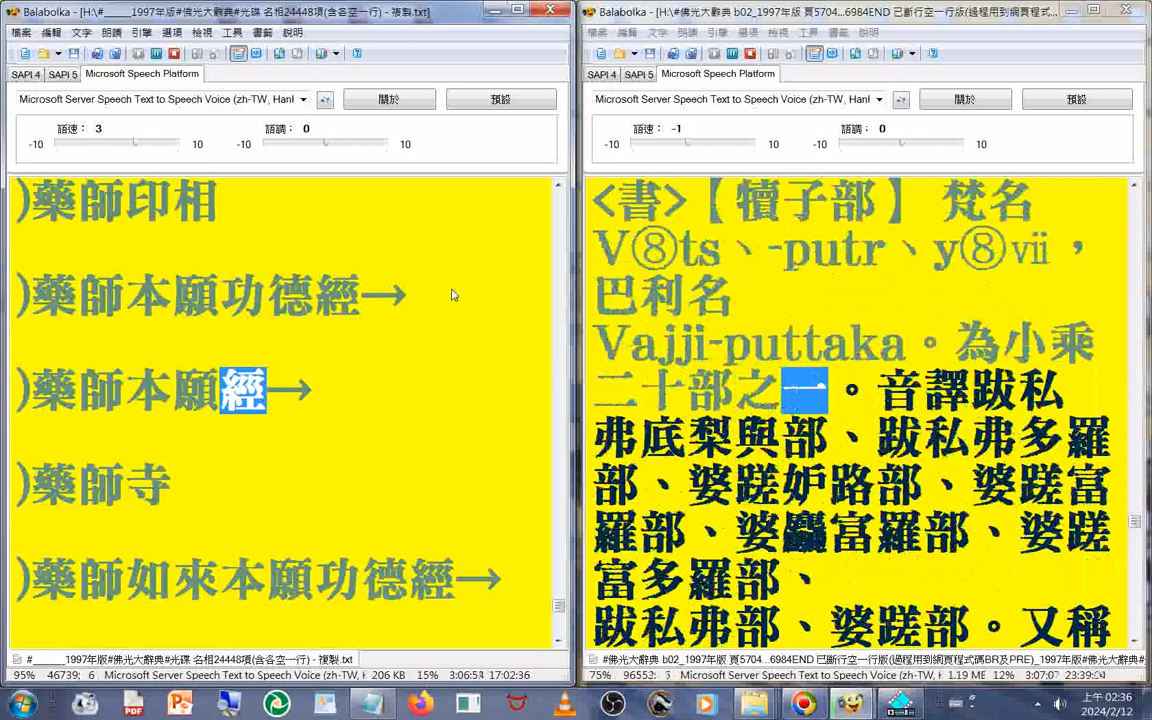 Balabolka - [H:\#_____1997年版#佛光大辭典#光碟 名相24448項(含各空一行) - 複製.txt]
檔案 編輯 文字 朗讀 引擎 選項 檢視 工具 書籤 說明
SAPI 4 SAPI 5 Microsoft Speech Platform
Microsoft Server Speech Text to Speech Voice (zh-TW, Hanl
關於 預設
語速： 3 語調： 0
-10 10 -10 10
)藥師印相
)藥師本願功德經→
)藥師本願經→
)藥師寺
)藥師如來本願功德經→
#_____1997年版#佛光大辭典#光碟 名相24448項(含各空一行) - 複製.txt
95% 46749; 6 Microsoft Server Speech Text to Speech Voice (zh-TW, Hanl 206 KB 15% 3:06:53 17:02:36
Balabolka - [H:\#佛光大辭典 b02_1997年版 頁5704...6984END 已斷行空一行版(過程用到網頁程式...
檔案 編輯 文字 朗讀 引擎 選項 檢視 工具 書籤 說明
SAPI 4 SAPI 5 Microsoft Speech Platform
Microsoft Server Speech Text to Speech Voice (zh-TW, Hanl
關於 預設
語速： -1 語調： 0
-10 10 -10 10
<書>【犢子部】 梵名
V⑧ts、-putr、y⑧ⅶ，
巴利名
Vajji-puttaka。為小乘
二十部之一。音譯跋私
弗底梨與部、跋私弗多羅
部、婆蹉妒路部、婆蹉富
羅部、婆麤富羅部、婆蹉
富多羅部、
跋私弗部、婆蹉部。又稱
#佛光大辭典 b02_1997年版 頁5704...6984END 已斷行空一行版(過程用到網頁程式碼BR及PRE)_1997年版#佛光大辭典#
75% 96552; Microsoft Server Speech Text to Speech Voice (zh-TW, Hanl 1.19 MB 12% 3:07:07 23:39:04
上午 02:36
2024/2/12